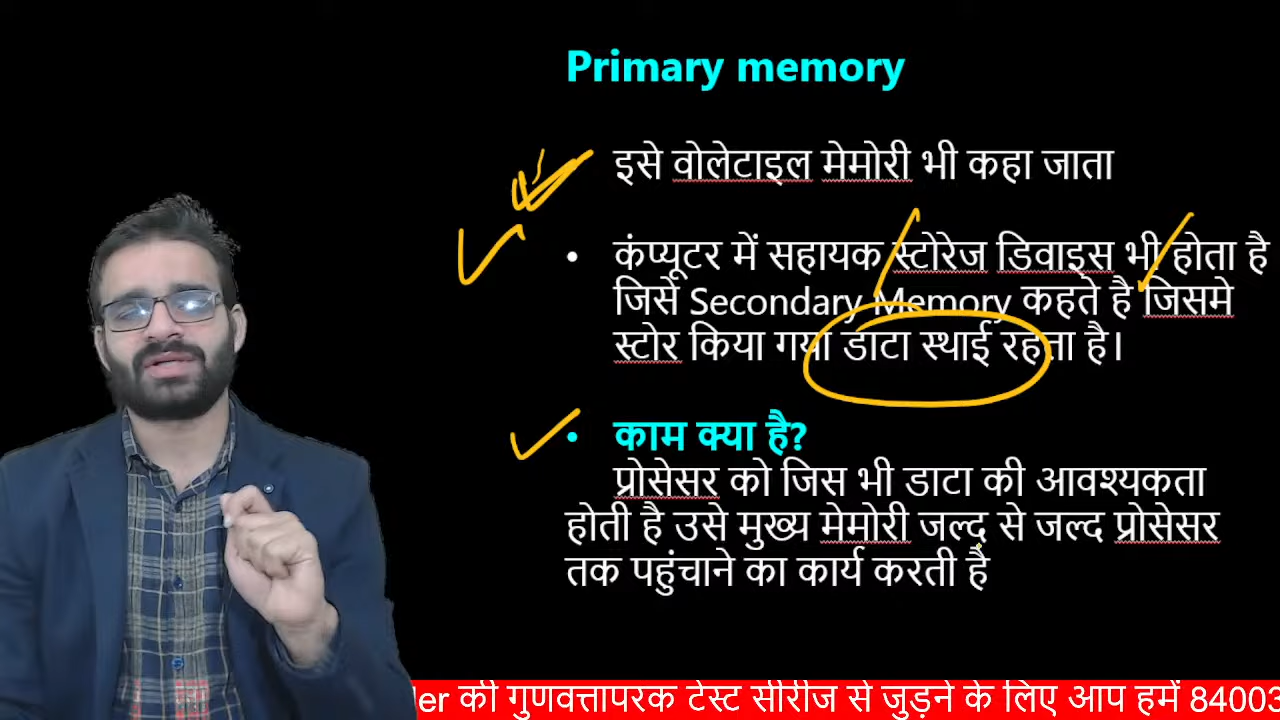 Primary memory
• इसे वोलेटाइल मेमोरी भी कहा जाता
• कंप्यूटर में सहायक स्टोरेज डिवाइस भी होता है
जिसे Secondary Memory कहते है जिसमे
स्टोर किया गया डाटा स्थाई रहता है।
• काम क्या है?
प्रोसेसर को जिस भी डाटा की आवश्यकता
होती है उसे मुख्य मेमोरी जल्द से जल्द प्रोसेसर
तक पहुंचाने का कार्य करती है
der की गुणवत्तापरक टेस्ट सीरीज से जुड़ने के लिए आप हमें 84003